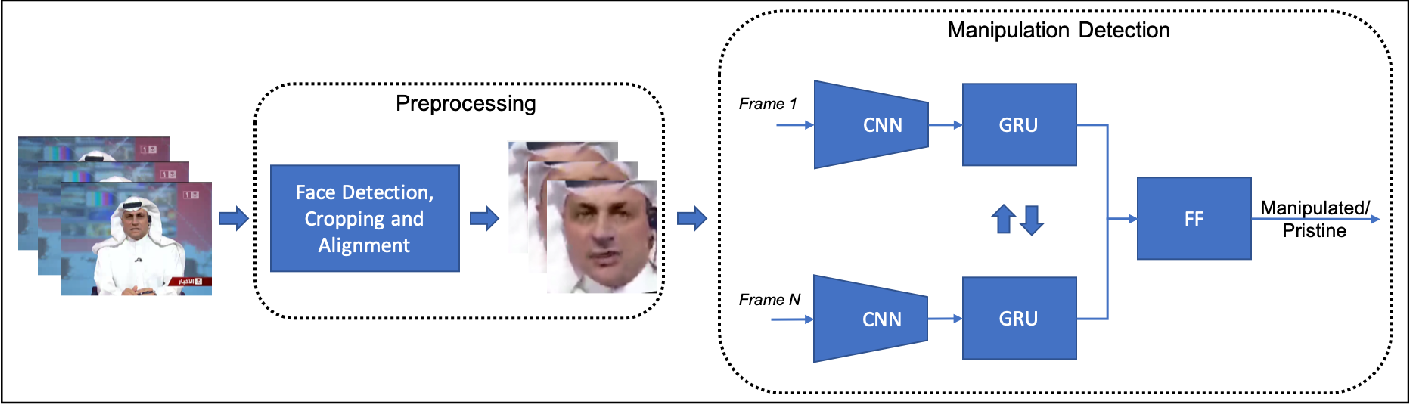 Manipulation Detection
Preprocessing
Face Detection,
Cropping and
Alignment
Frame 1
CNN
GRU
Frame N
CNN
GRU
FF
Manipulated/
Pristine